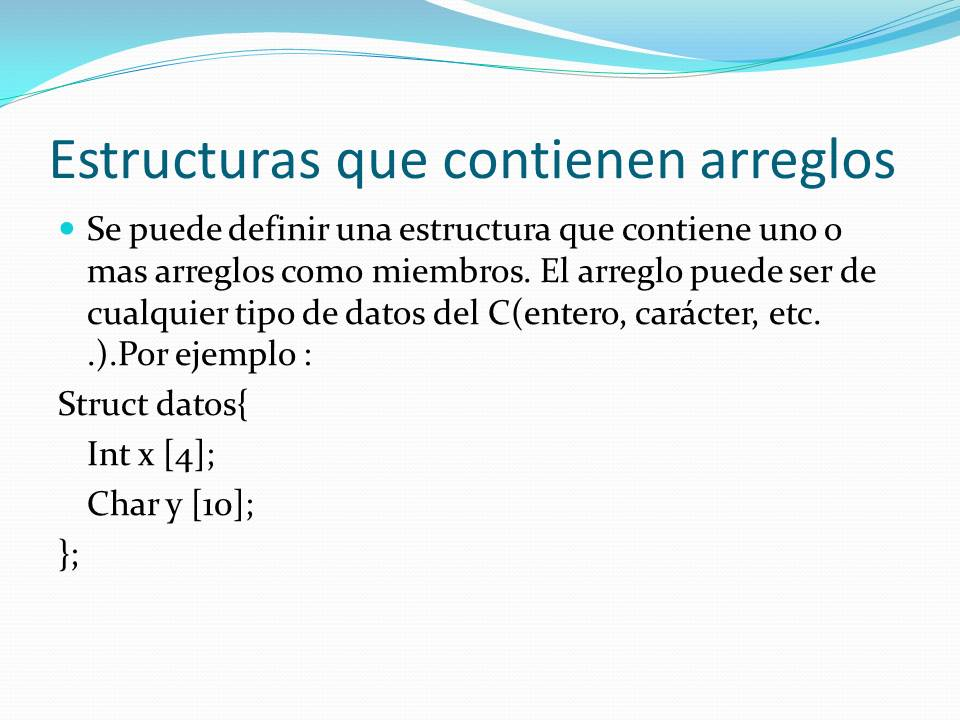 Estructuras que contienen arreglos
Se puede definir una estructura que contiene uno o
mas arreglos como miembros. El arreglo puede ser de
cualquier tipo de datos del C(entero, carácter, etc.
.).Por ejemplo :
Struct datos{
Int x [4];
Char y [10];
};